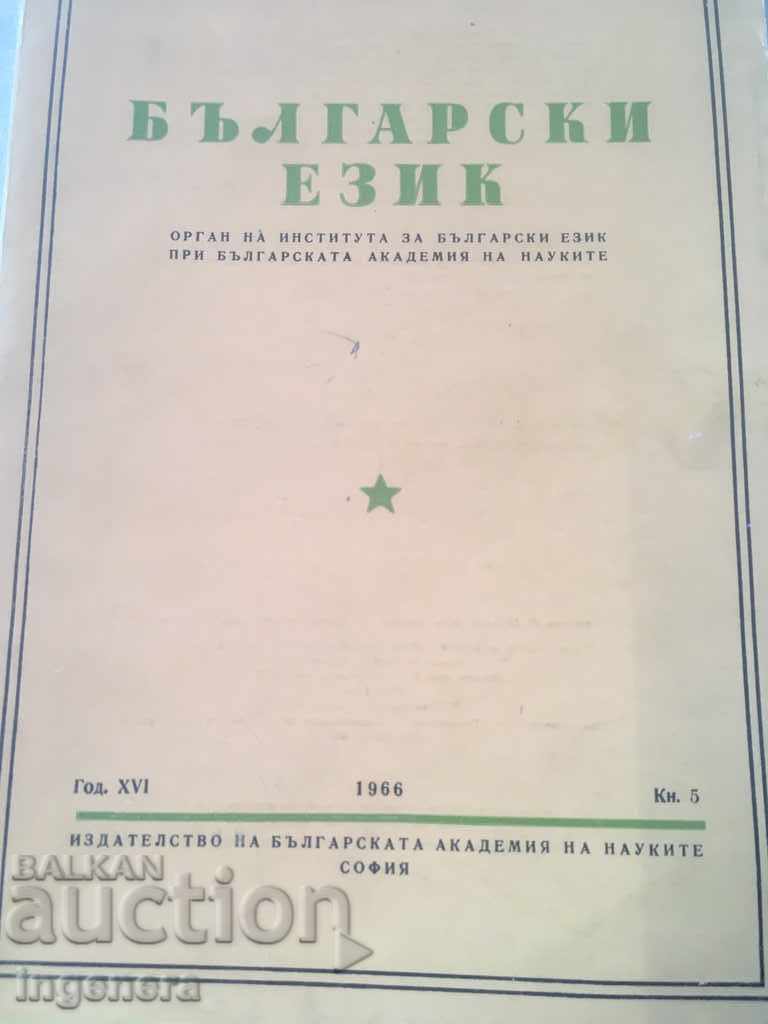 БЪЛГАРСКИ
ЕЗИК
ОРГАН НА ИНСТИТУТА ЗА БЪЛГАРСКИ ЕЗИК
ПРИ БЪЛГАРСКАТА АКАДЕМИЯ НА НАУКИТЕ
Год. XVI 1966 Кн. 5
ИЗДАТЕЛСТВО НА БЪЛГАРСКАТА АКАДЕМИЯ НА НАУКИТЕ
СОФИЯ
BALKAN
auction
ingenera